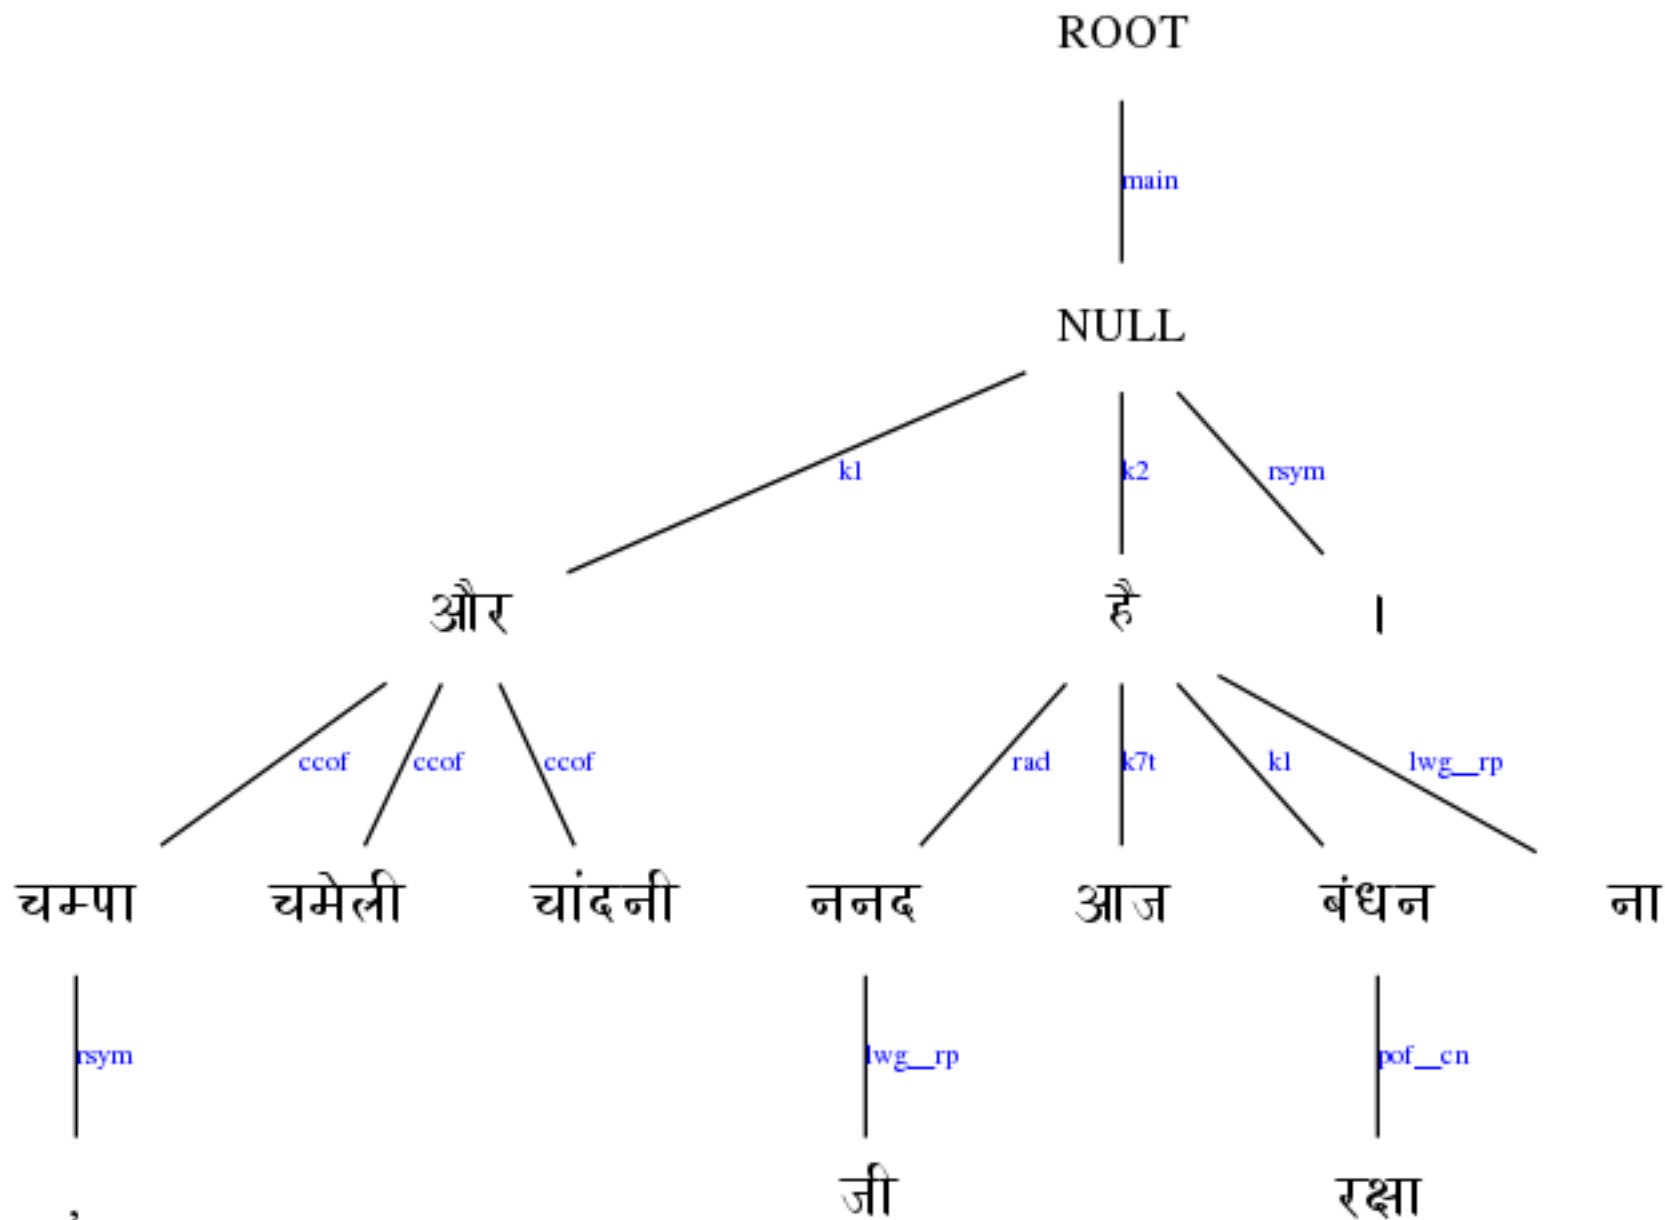 ROOT
main
NULL
k1 k2 rsym
और है ।
ccof ccof ccof rad k7t k1 lwg__rp
चम्पा चमेली चांदनी ननद आज बंधन ना
rsym lwg__rp pof__cn
, जी रक्षा